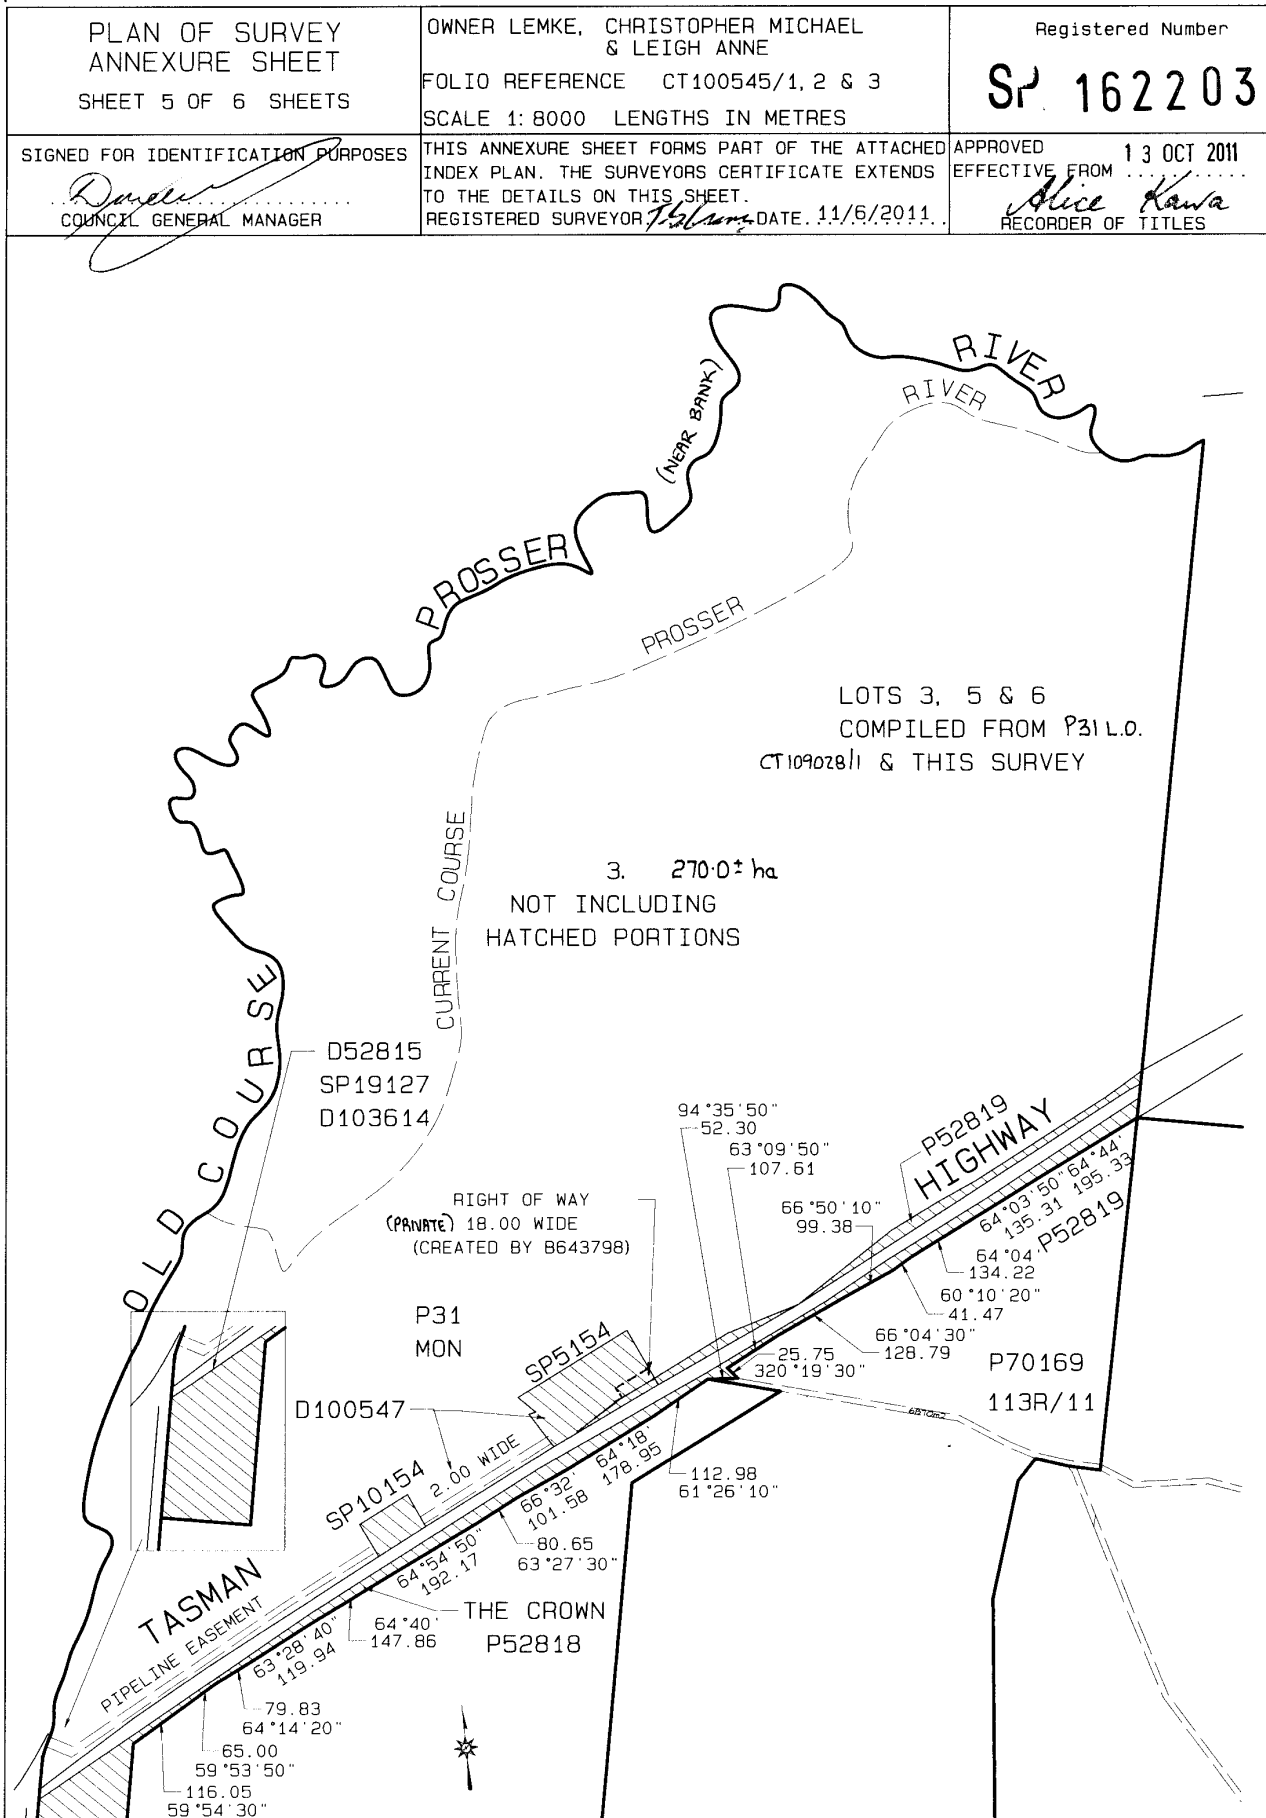 PLAN OF SURVEY
ANNEXURE SHEET
SHEET 5 OF 6 SHEETS
OWNER LEMKE, CHRISTOPHER MICHAEL
& LEIGH ANNE
FOLIO REFERENCE CT100545/1, 2 & 3
SCALE 1: 8000 LENGTHS IN METRES
Registered Number
SP 162203
SIGNED FOR IDENTIFICATION PURPOSES
COUNCIL GENERAL MANAGER
THIS ANNEXURE SHEET FORMS PART OF THE ATTACHED
INDEX PLAN. THE SURVEYORS CERTIFICATE EXTENDS
TO THE DETAILS ON THIS SHEET.
REGISTERED SURVEYOR DATE. 11/6/2011..
APPROVED
EFFECTIVE FROM 13 OCT 2011
Alice Kawa
RECORDER OF TITLES
RIVER
RIVER
(NEAR BANK)
PROSSER
PROSSER
LOTS 3, 5 & 6
COMPILED FROM P31 L.O.
CT109028/1 & THIS SURVEY
CURRENT COURSE
3. 270.0± ha
NOT INCLUDING
HATCHED PORTIONS
OLD COURSE
D52815
SP19127
D103614
94°35'50"
52.30
63°09'50"
107.61
P52819
HIGHWAY
RIGHT OF WAY
(PRIVATE) 18.00 WIDE
(CREATED BY B643798)
66°50'10"
99.38
64°03'50"
135.31
64°44'
195.33
P52819
64°04'
134.22
60°10'20"
41.47
66°04'30"
128.79
25.75
320°19'30"
P70169
113R/11
P31
MON
SP5154
D100547
2.00 WIDE
SP10154
64°18'
178.95
112.98
61°26'10"
66°32'
101.58
80.65
63°27'30"
64°54'50"
192.17
THE CROWN
P52818
TASMAN
PIPELINE EASEMENT
64°40'
147.86
63°28'40"
119.94
79.83
64°14'20"
65.00
59°53'50"
116.05
59°54'30"